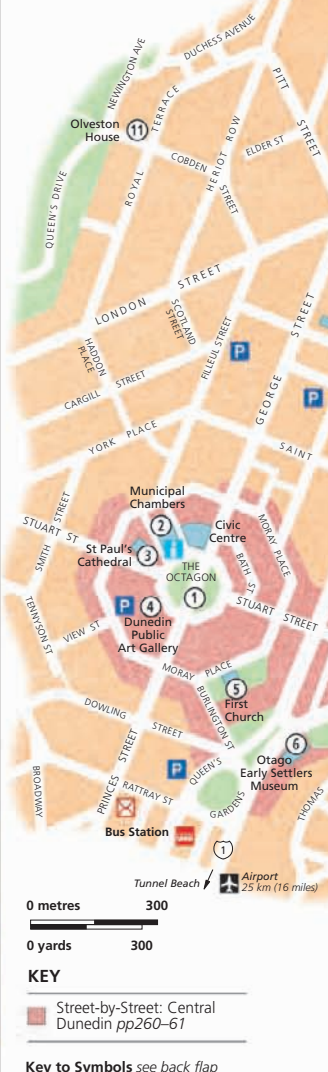 DUCHESS AVENUE
NEWINGTON AVE
PITT
STREET
Olveston
House
11
ROYAL
TERRACE
COBDEN
STREET
HERIOT ROW
ELDER ST
QUEEN'S DRIVE
LONDON
STREET
SCOTLAND
STREET
FILLEUL STREET
GEORGE
STREET
HADDON
PLACE
CARGILL
STREET
P
P
YORK PLACE
SAINT
Municipal
Chambers
2
Civic
Centre
MORAY PLACE
STUART ST
SMITH
STREET
St Paul's
Cathedral
3
i
THE
OCTAGON
1
BATH ST
STUART STREET
P
4
Dunedin
Public
Art Gallery
TENNYSON ST
VIEW ST
MORAY PLACE
5
First
Church
BURLINGTON ST
DOWLING
STREET
6
Otago
Early Settlers
Museum
BROADWAY
PRINCES STREET
P
QUEEN'S
GARDENS
RATTRAY ST
THOMAS
Bus Station
1
Tunnel Beach
Airport
25 km (16 miles)
0 metres 300
0 yards 300
KEY
Street-by-Street: Central
Dunedin pp260–61
Key to Symbols see back flap